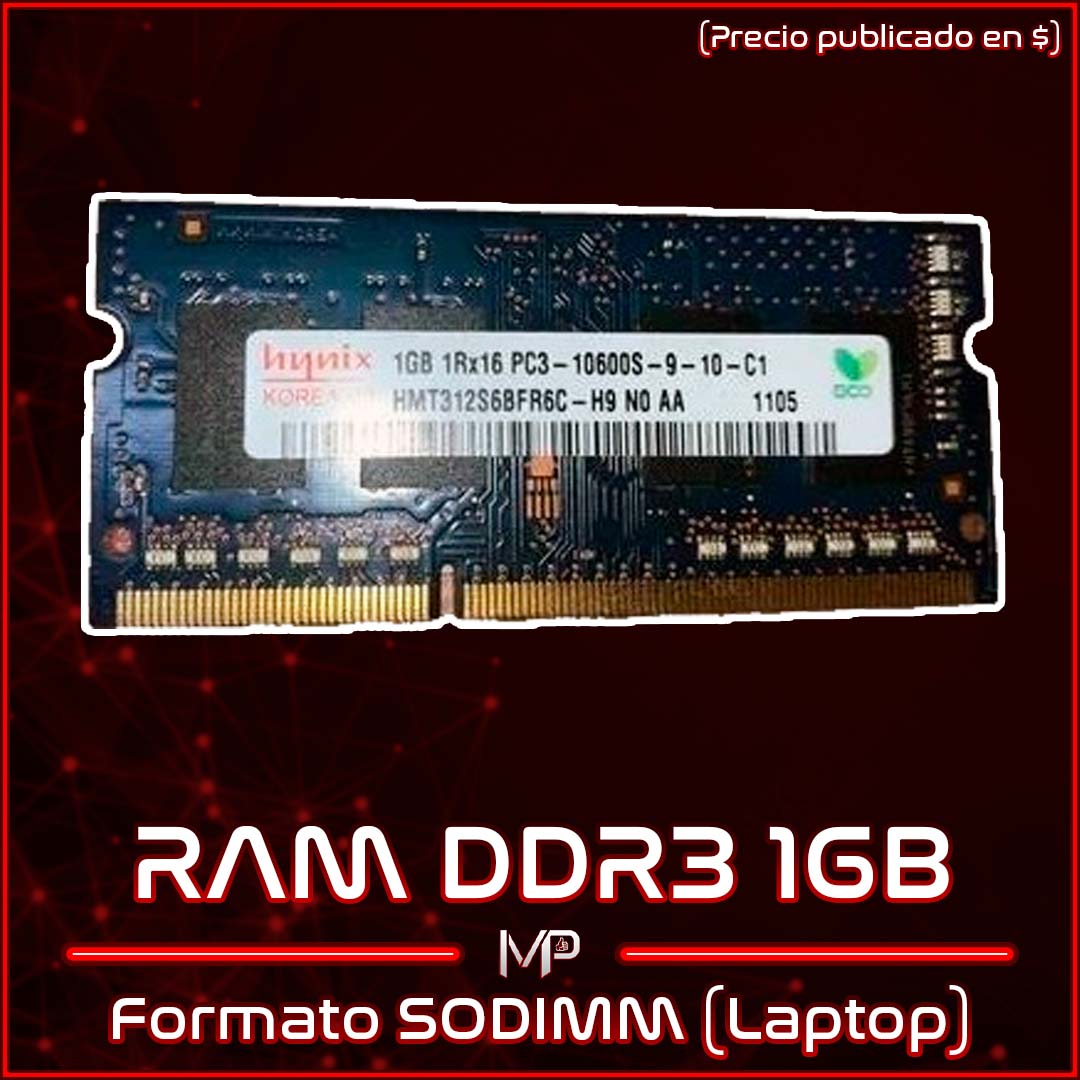 (Precio publicado en $)
hynix 1GB 1Rx16 PC3-10600S-9-10-C1
KOREA HMT312S6BFR6C-H9 N0 AA 1105
ECO
RAM DDR3 1GB
MP
Formato SODIMM (Laptop)